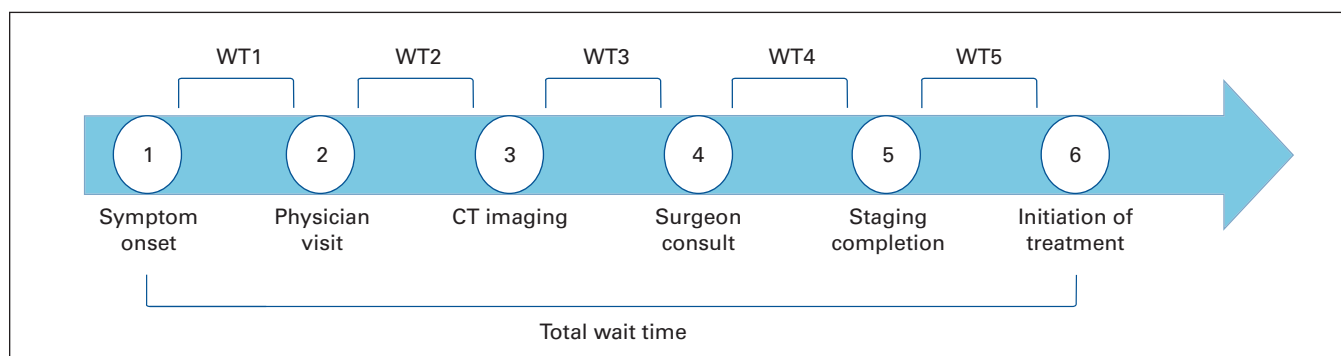 WT1 WT2 WT3 WT4 WT5
1 2 3 4 5 6
Symptom onset
Physician visit
CT imaging
Surgeon consult
Staging completion
Initiation of treatment
Total wait time